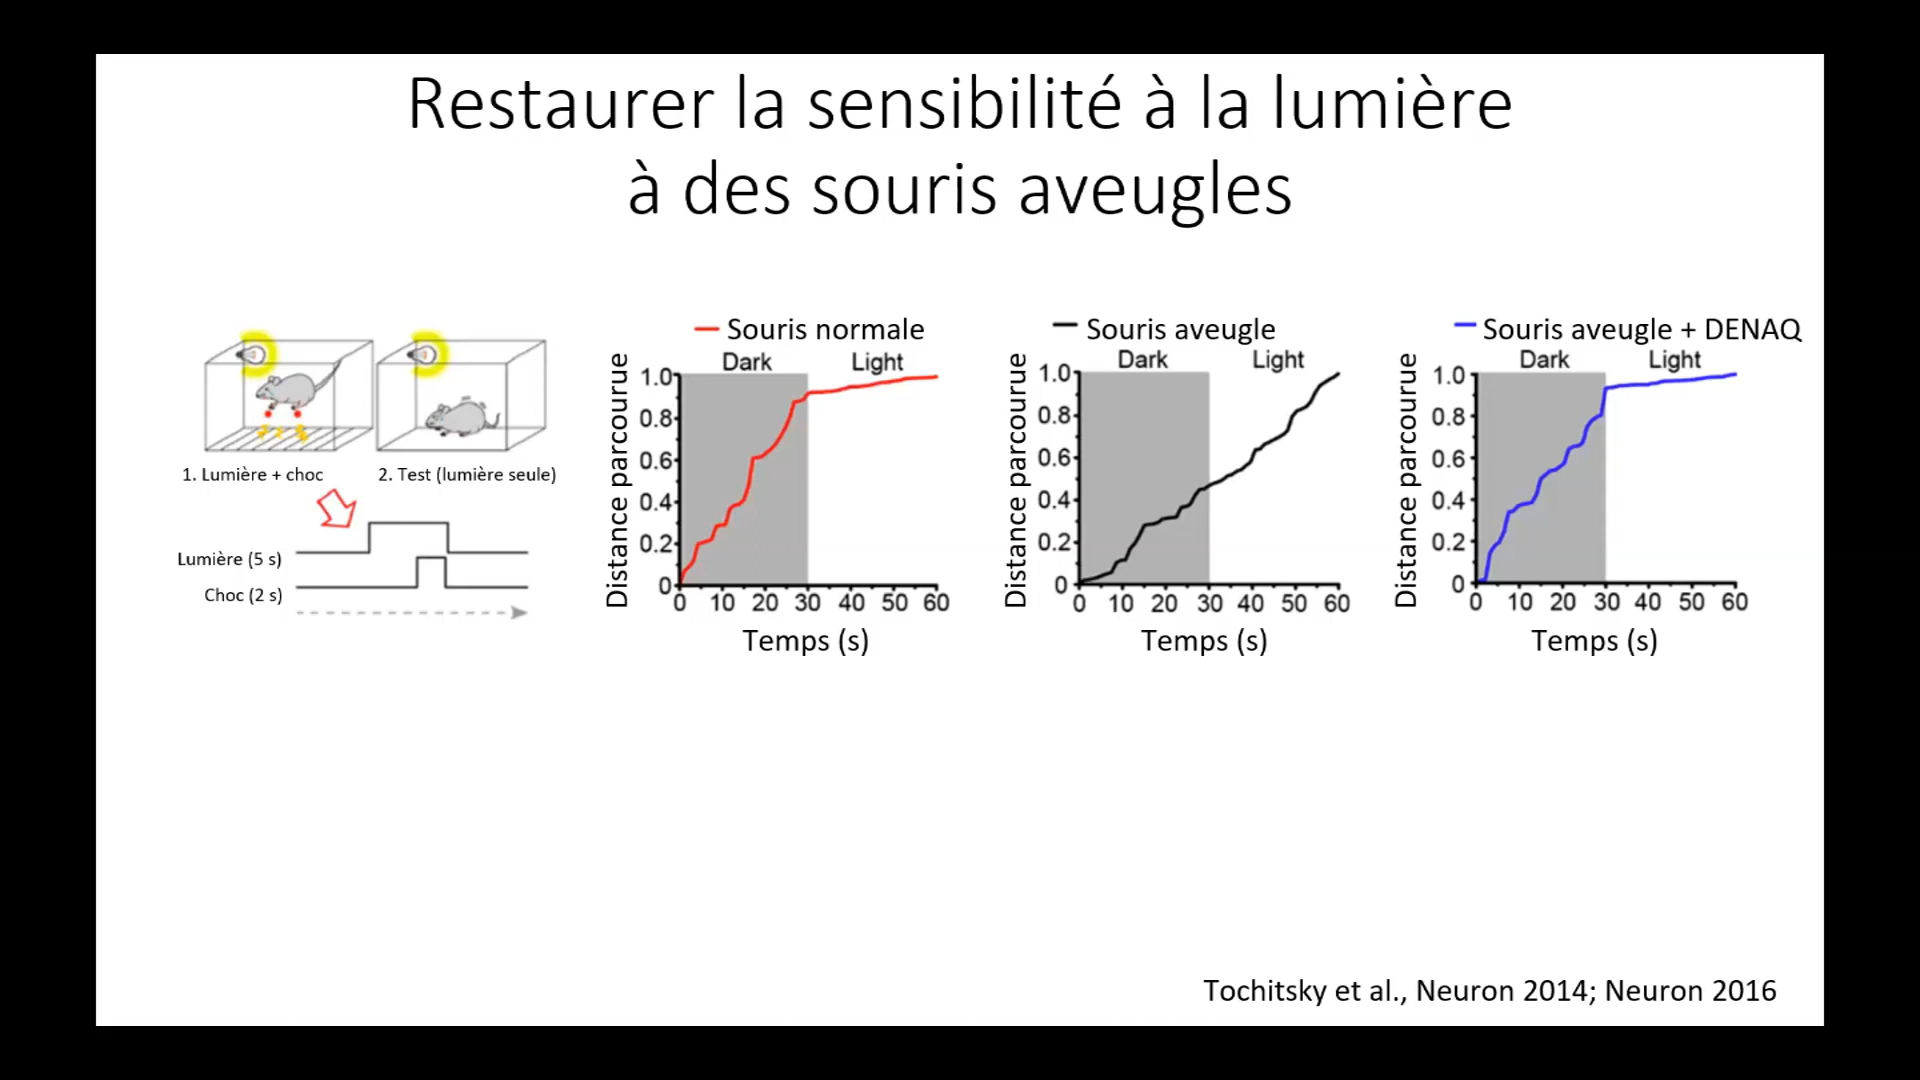 Restaurer la sensibilité à la lumière
à des souris aveugles
1. Lumière + choc
2. Test (lumière seule)
Lumière (5 s)
Choc (2 s)
Souris normale
Dark Light
Distance parcourue
1.0
0.8
0.6
0.4
0.2
0
0 10 20 30 40 50 60
Temps (s)
Souris aveugle
Dark Light
Distance parcourue
1.0
0.8
0.6
0.4
0.2
0
0 10 20 30 40 50 60
Temps (s)
Souris aveugle + DENAQ
Dark Light
Distance parcourue
1.0
0.8
0.6
0.4
0.2
0
0 10 20 30 40 50 60
Temps (s)
Tochitsky et al., Neuron 2014; Neuron 2016